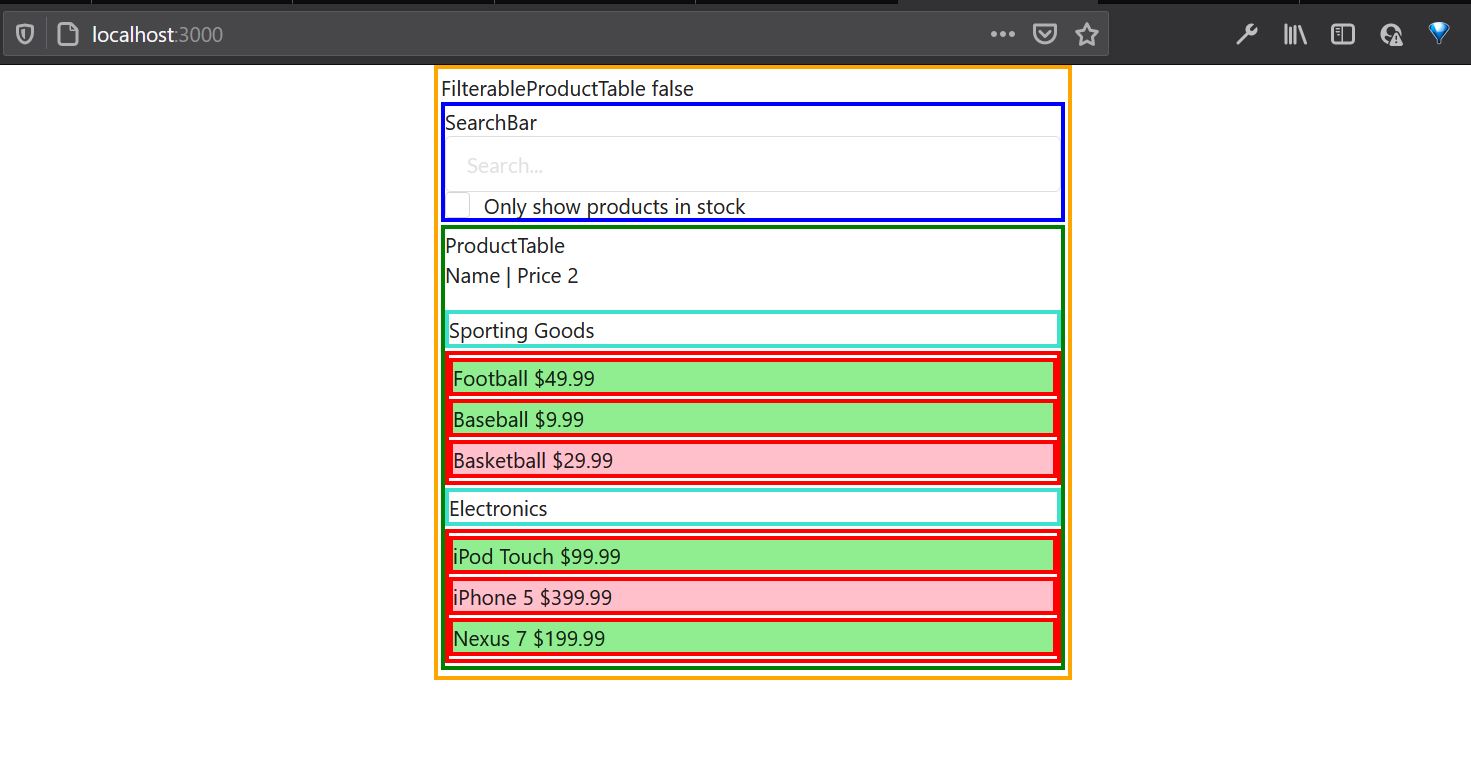 localhost:3000
FilterableProductTable false
SearchBar
Search...
Only show products in stock
ProductTable
Name | Price 2
Sporting Goods
Football $49.99
Baseball $9.99
Basketball $29.99
Electronics
iPod Touch $99.99
iPhone 5 $399.99
Nexus 7 $199.99